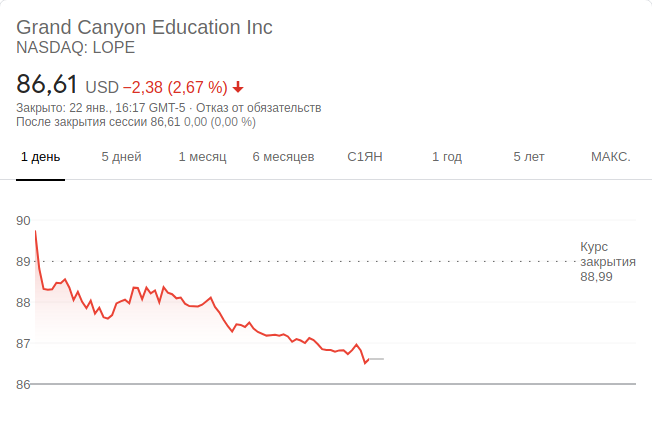 Grand Canyon Education Inc
NASDAQ: LOPE
86,61 USD −2,38 (2,67 %)
Закрыто: 22 янв., 16:17 GMT-5 · Отказ от обязательств
После закрытия сессии 86,61 0,00 (0,00 %)
1 день 5 дней 1 месяц 6 месяцев С1ЯН 1 год 5 лет МАКС.
90
89
88
87
86
Курс
закрытия
88,99